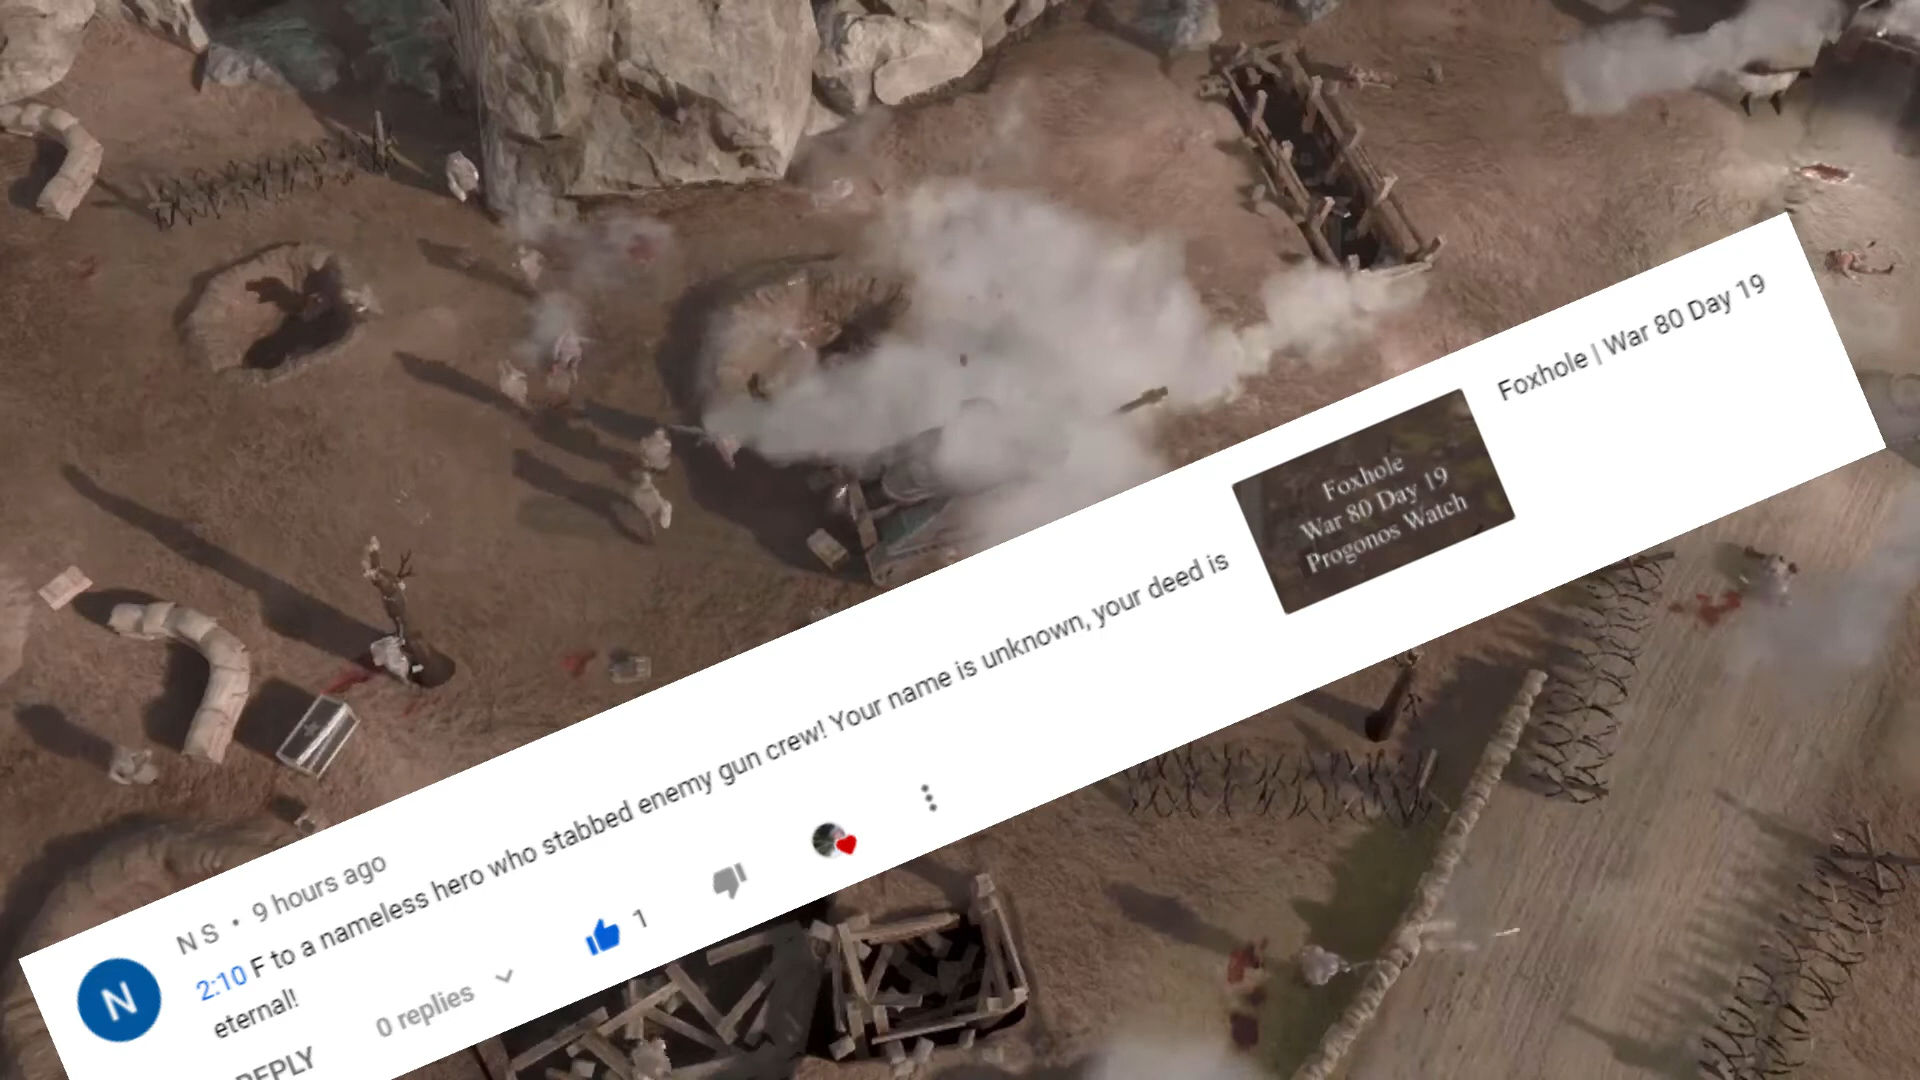 N S • 9 hours ago
N
2:10 F to a nameless hero who stabbed enemy gun crew! Your name is unknown, your deed is
eternal!
REPLY
0 replies
1
Foxhole
War 80 Day 19
Progonos Watch
Foxhole | War 80 Day 19